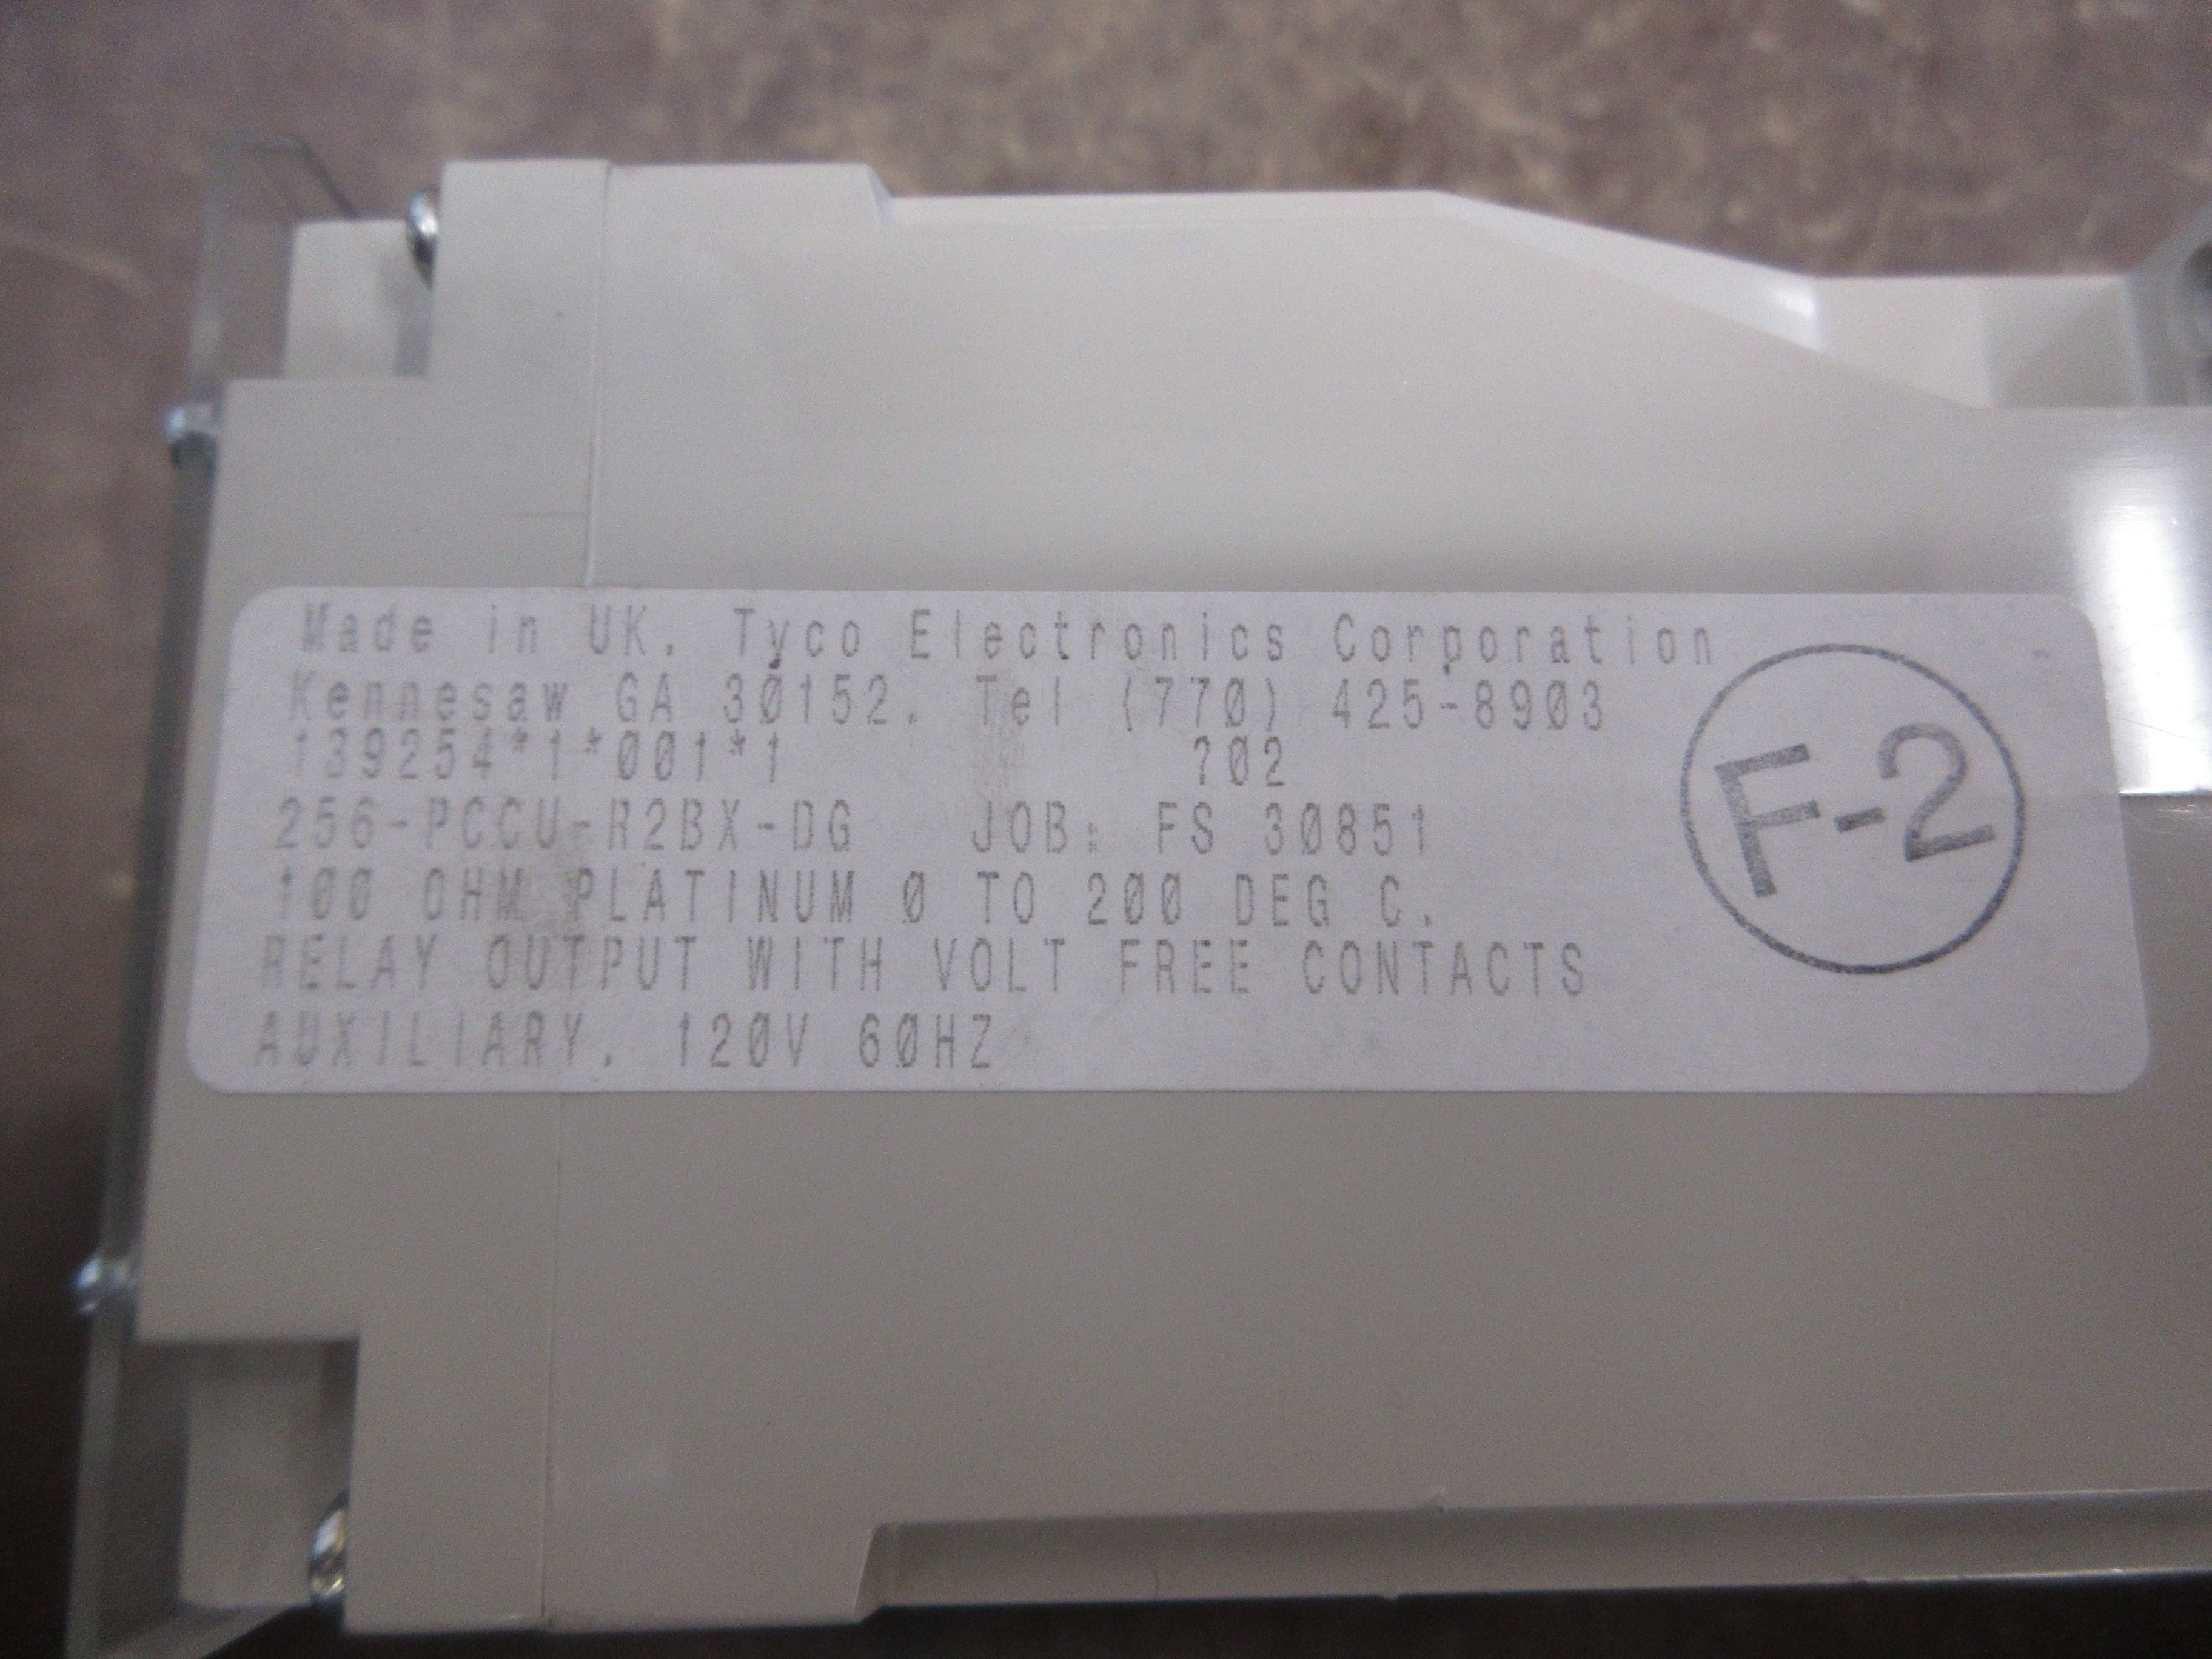 Made in UK. Tyco Electronics Corporation
Kennesaw GA 30152. Tel (770) 425-8903
139254*1*001*1 702
256-PCCU-R2BX-DG JOB: FS 30851
100 OHM PLATINUM 0 TO 200 DEG C.
RELAY OUTPUT WITH VOLT FREE CONTACTS
AUXILIARY. 120V 60HZ
F-2